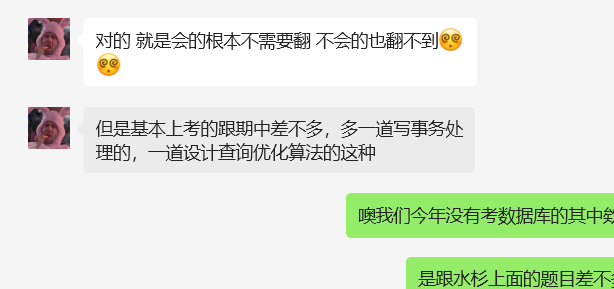 对的 就是会的根本不需要翻 不会的也翻不到😵‍💫
😵‍💫
但是基本上考的跟期中差不多，多一道写事务处
理的，一道设计查询优化算法的这种
噢我们今年没有考数据库的其中
是跟水杉上面的题目差不